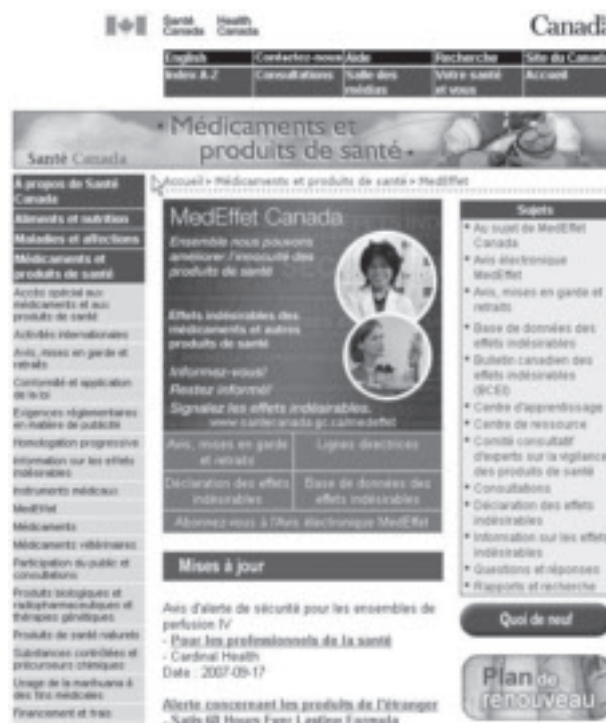 Santé Canada
Health Canada
Canada
English
Contactez-nous
Aide
Recherche
Site du Canada
Index A-Z
Consultations
Salle des
médias
Votre santé
et vous
Accueil
Santé Canada
• Médicaments et
produits de santé •
À propos de Santé
Canada
Aliments et nutrition
Maladies et affections
Médicaments et
produits de santé
Accès spécial aux
médicaments et aux
produits de santé
Activités internationales
Avis, mises en garde et
retraits
Conformité et application
de la loi
Exigences réglementaires
en matière de publicité
Homologation progressive
Information sur les effets
indésirables
Instruments médicaux
MedEffet
Médicaments
Médicaments vétérinaires
Participation du public et
consultations
Produits biologiques et
radiopharmaceutiques et
thérapies génétiques
Produits de santé naturels
Substances contrôlées et
précurseurs chimiques
Usage de la marihuana à
des fins médicales
Financement et frais
Accueil > Médicaments et produits de santé > MedEffet
MedEffet Canada
Ensemble nous pouvons
améliorer l'innocuité des
produits de santé
Effets indésirables des
médicaments et autres
produits de santé
Informez-vous!
Restez informé!
Signalez les effets indésirables.
www.santecanada.gc.ca/medeffet
Avis, mises en garde
et retraits
Lignes directrices
Déclaration des effets
indésirables
Base de données des
effets indésirables
Abonnez-vous à l'Avis électronique MedEffet
Mises à jour
Avis d'alerte de sécurité pour les ensembles de
perfusion IV
- Pour les professionnels de la santé
- Cardinal Health
Date : 2007-09-17
Alerte concernant les produits de l'étranger
- Satis 60 Hours Ever Lasting Formula
Sujets
• Au sujet de MedEffet
Canada
• Avis électronique
MedEffet
• Avis, mises en garde et
retraits
• Base de données des
effets indésirables
• Bulletin canadien des
effets indésirables
(BCEI)
• Centre d'apprentissage
• Centre de ressource
• Comité consultatif
d'experts sur la vigilance
des produits de santé
• Consultations
• Déclaration des effets
indésirables
• Information sur les effets
indésirables
• Questions et réponses
• Rapports et recherche
Quoi de neuf
Plan de
renouveau